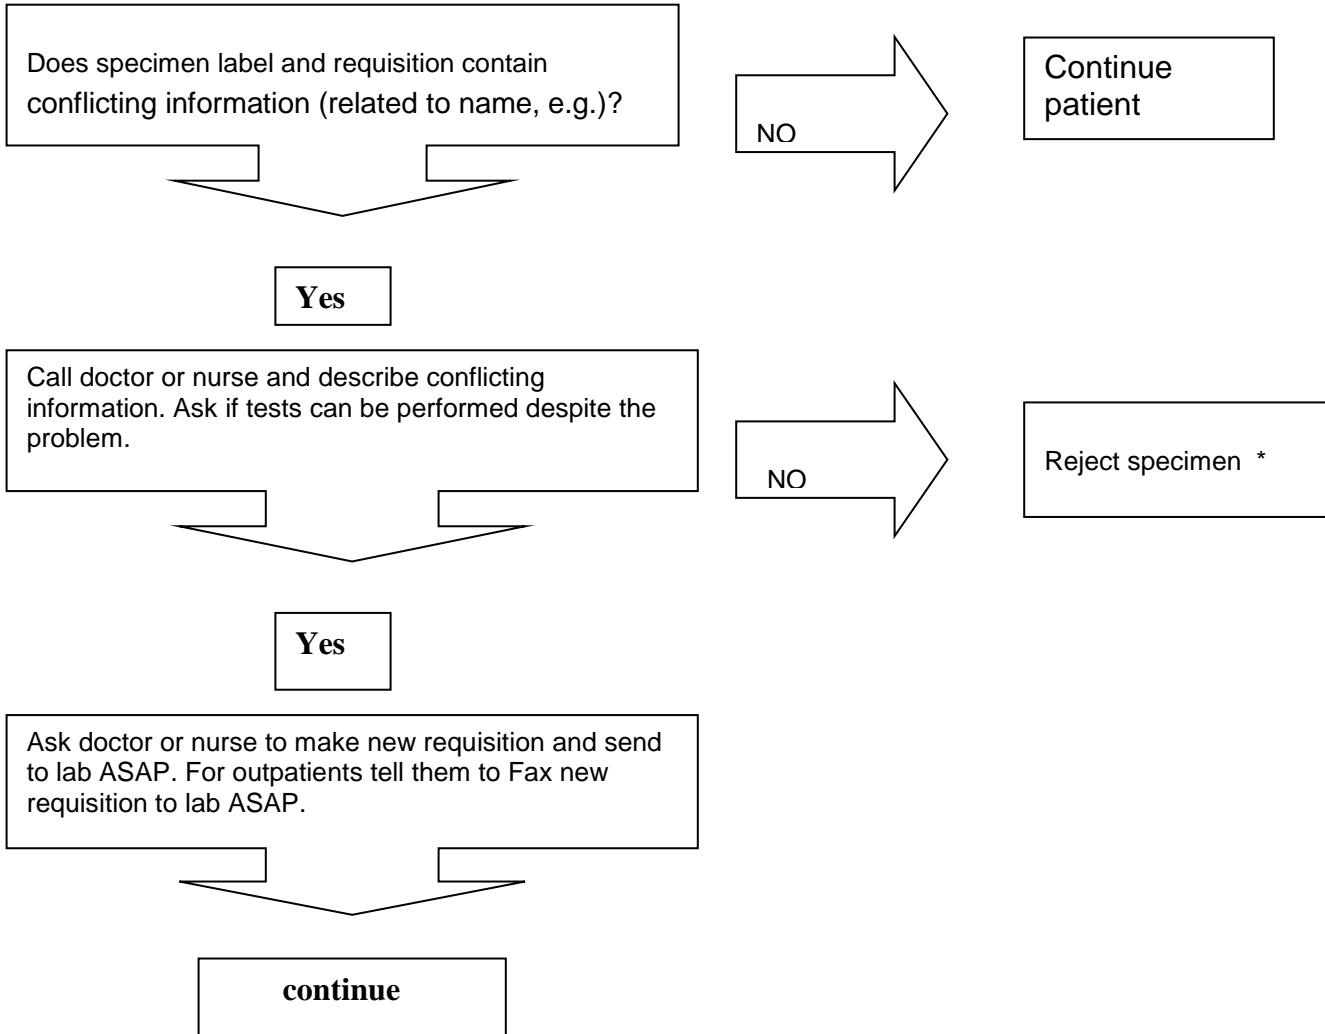 Does specimen label and requisition contain
conflicting information (related to name, e.g.)?
NO
Continue
patient
Yes
Call doctor or nurse and describe conflicting
information. Ask if tests can be performed despite the
problem.
NO
Reject specimen *
Yes
Ask doctor or nurse to make new requisition and send
to lab ASAP. For outpatients tell them to Fax new
requisition to lab ASAP.
continue